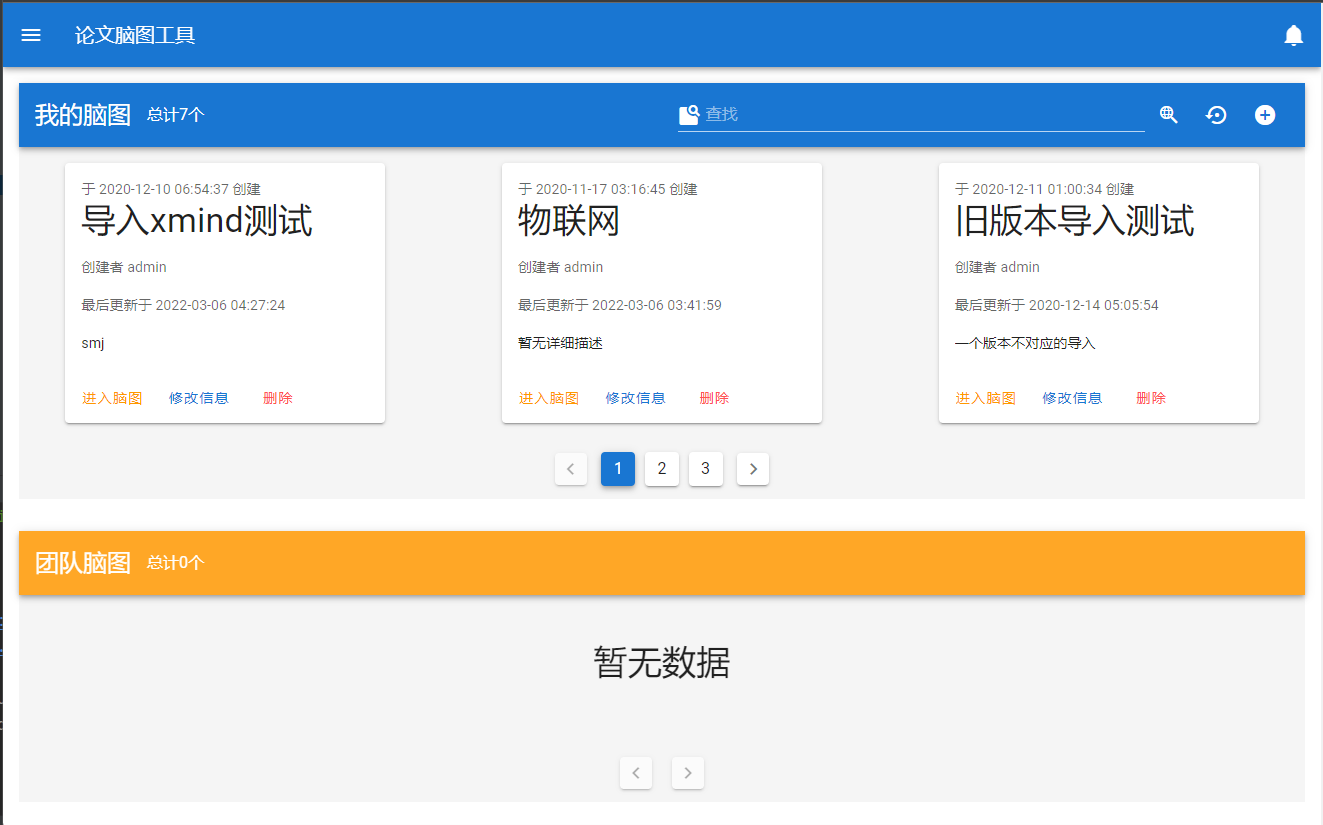 论文脑图工具
我的脑图 总计7个 查找
于 2020-12-10 06:54:37 创建
导入xmind测试
创建者 admin
最后更新于 2022-03-06 04:27:24
smj
进入脑图 修改信息 删除
于 2020-11-17 03:16:45 创建
物联网
创建者 admin
最后更新于 2022-03-06 03:41:59
暂无详细描述
进入脑图 修改信息 删除
于 2020-12-11 01:00:34 创建
旧版本导入测试
创建者 admin
最后更新于 2020-12-14 05:05:54
一个版本不对应的导入
进入脑图 修改信息 删除
1 2 3
团队脑图 总计0个
暂无数据